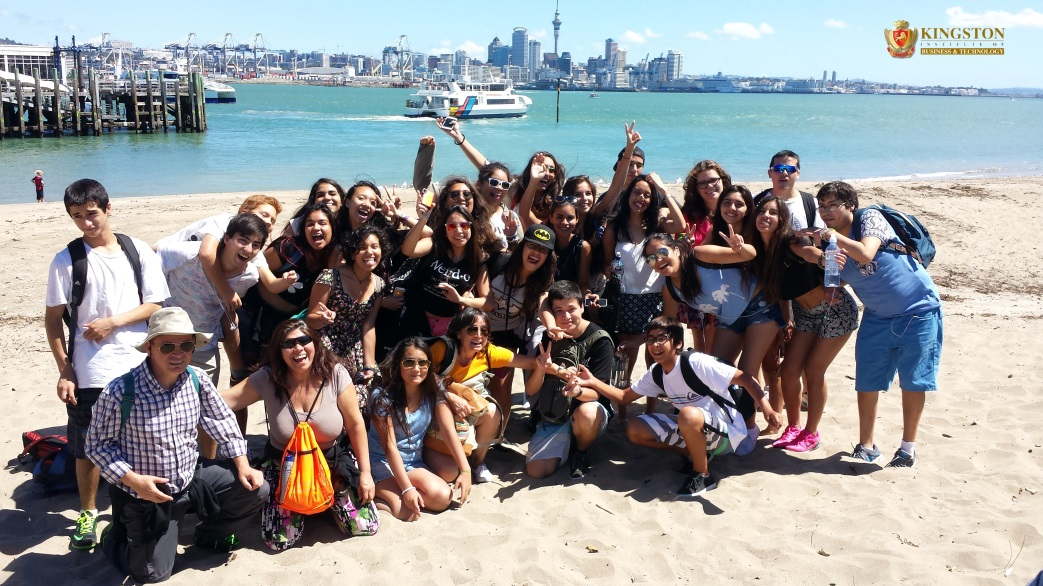 KINGSTON
INSTITUTE OF
BUSINESS & TECHNOLOGY